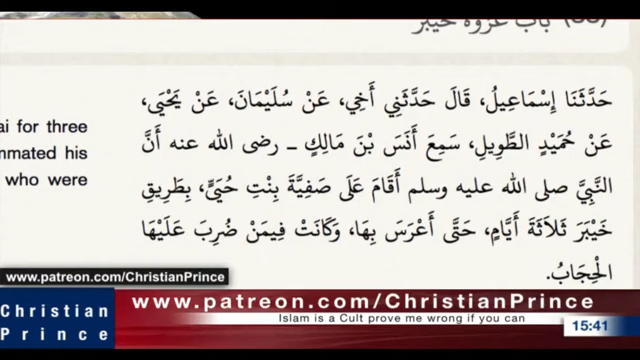 باب غزوة خيبر
حَدَّثَنَا إِسْمَاعِيلُ، قَالَ حَدَّثَنِي أَخِي، عَنْ سُلَيْمَانَ، عَنْ يَحْيَى،
ai for three
عَنْ حُمَيْدٍ الطَّوِيلِ، سَمِعَ أَنَسَ بْنَ مَالِكٍ ـ رضى الله عنه أَنَّ
mmated his
who were
النَّبِيَّ صلى الله عليه وسلم أَقَامَ عَلَى صَفِيَّةَ بِنْتِ حُيَىٍّ، بِطَرِيقِ
خَيْبَرَ ثَلاَثَةَ أَيَّامٍ، حَتَّى أَعْرَسَ بِهَا، وَكَانَتْ فِيمَنْ ضُرِبَ عَلَيْهَا
الْحِجَابُ.
www.patreon.com/ChristianPrince
Christian
Prince
www.patreon.com/ChristianPrince
Islam is a Cult prove me wrong if you can
15:41